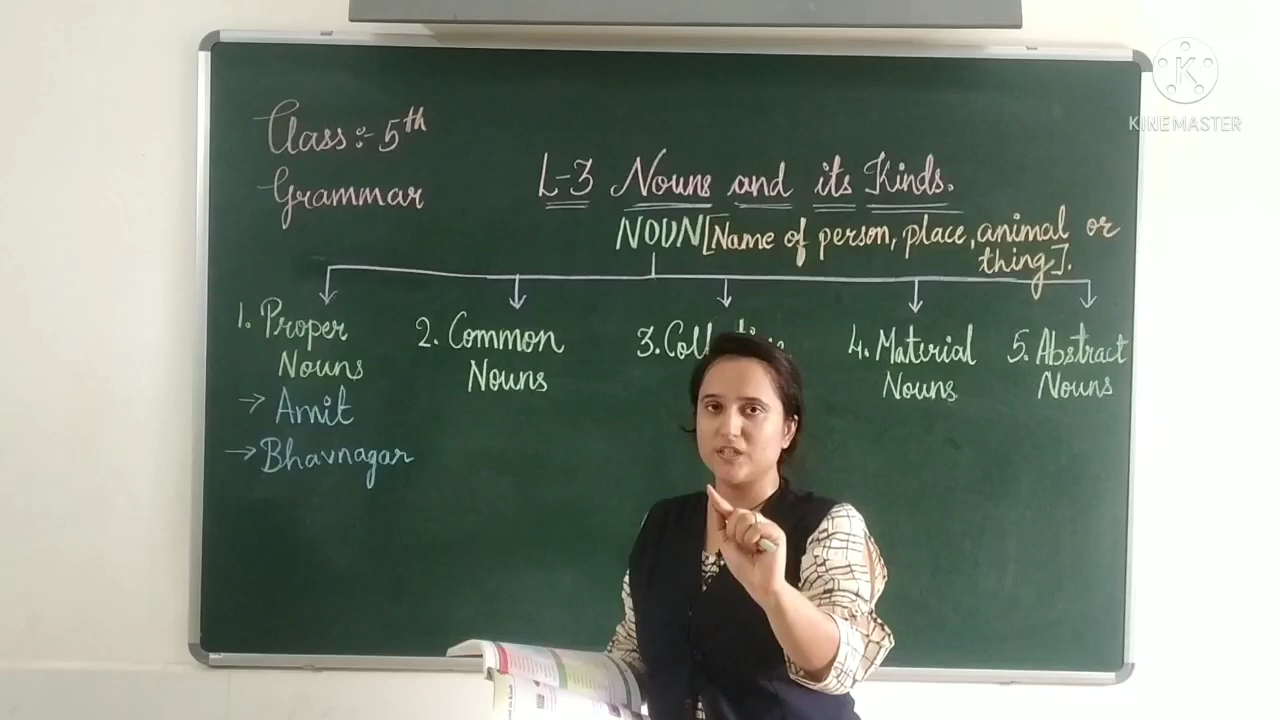 Class:- 5th
Grammar
L-3 Nouns and its Kinds.
NOUN [Name of person, place, animal or
thing].
1. Proper
Nouns
→ Amit
→ Bhavnagar
2. Common
Nouns
3.
4. Material
Nouns
5. Abstract
Nouns
K
KINEMASTER